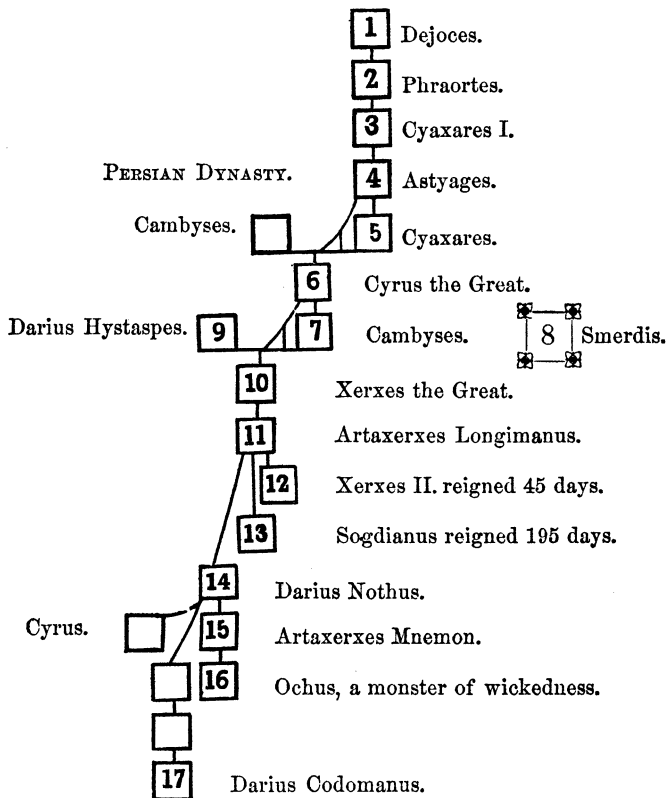 1 Dejoces.
2 Phraortes.
3 Cyaxares I.
PERSIAN DYNASTY.
4 Astyages.
Cambyses.
5 Cyaxares.
6 Cyrus the Great.
Darius Hystaspes. 9 7 Cambyses. 8 Smerdis.
10 Xerxes the Great.
11 Artaxerxes Longimanus.
12 Xerxes II. reigned 45 days.
13 Sogdianus reigned 195 days.
14 Darius Nothus.
Cyrus. 15 Artaxerxes Mnemon.
16 Ochus, a monster of wickedness.
17 Darius Codomanus.